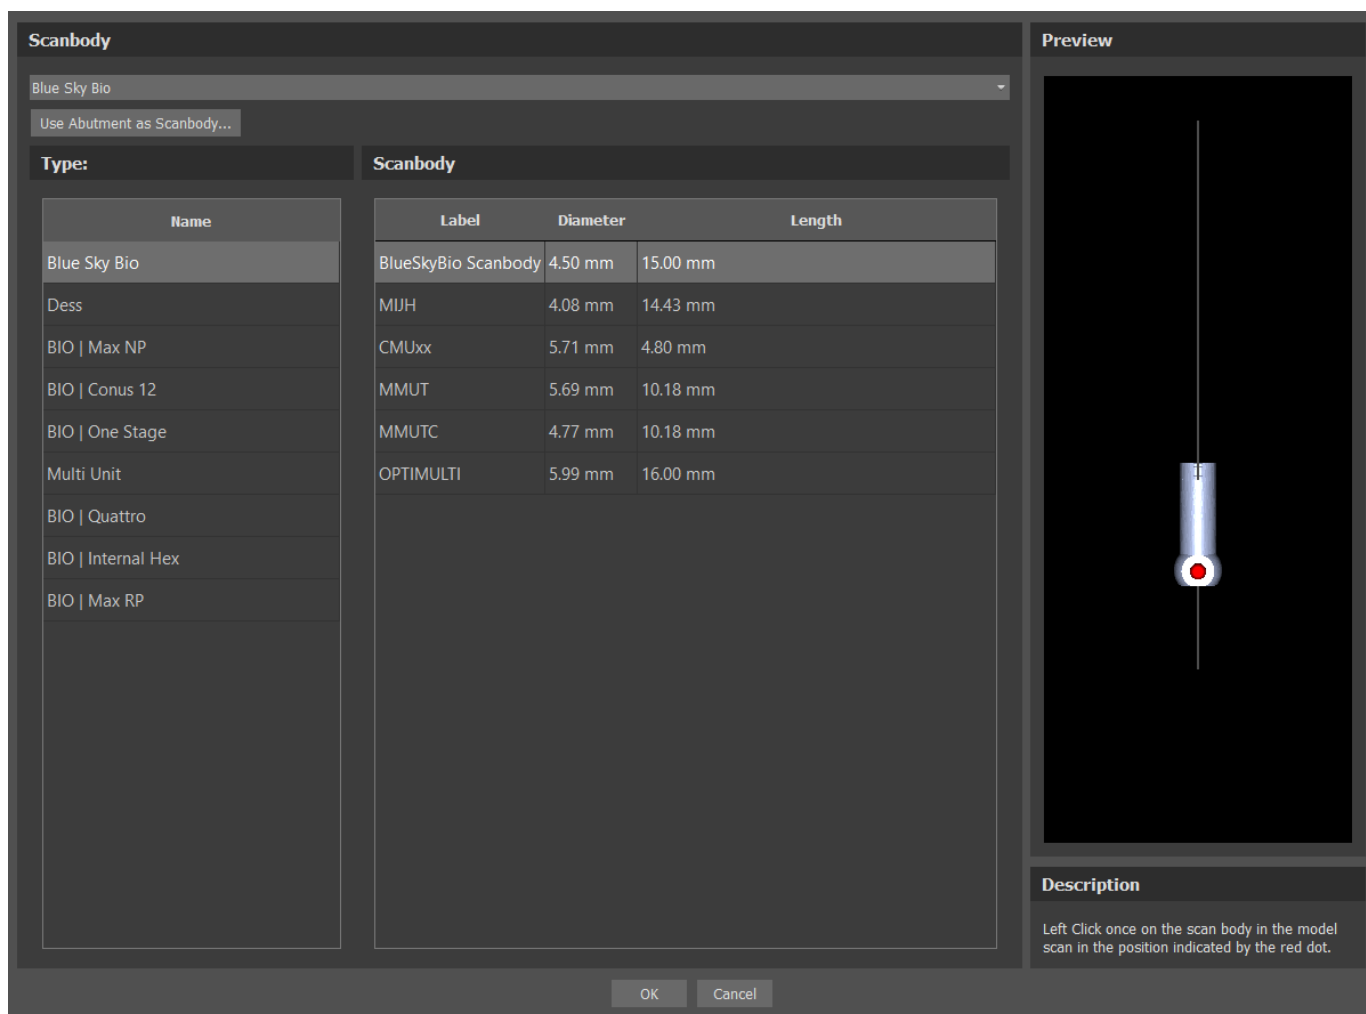 Scanbody
Preview
Blue Sky Bio
Use Abutment as Scanbody...
Type:
Scanbody
Name
Label Diameter Length
Blue Sky Bio
BlueSkyBio Scanbody 4.50 mm 15.00 mm
Dess
MIJH 4.08 mm 14.43 mm
BIO | Max NP
CMUxx 5.71 mm 4.80 mm
BIO | Conus 12
MMUT 5.69 mm 10.18 mm
BIO | One Stage
MMUTC 4.77 mm 10.18 mm
Multi Unit
OPTIMULTI 5.99 mm 16.00 mm
BIO | Quattro
BIO | Internal Hex
BIO | Max RP
Description
Left Click once on the scan body in the model
scan in the position indicated by the red dot.
OK Cancel